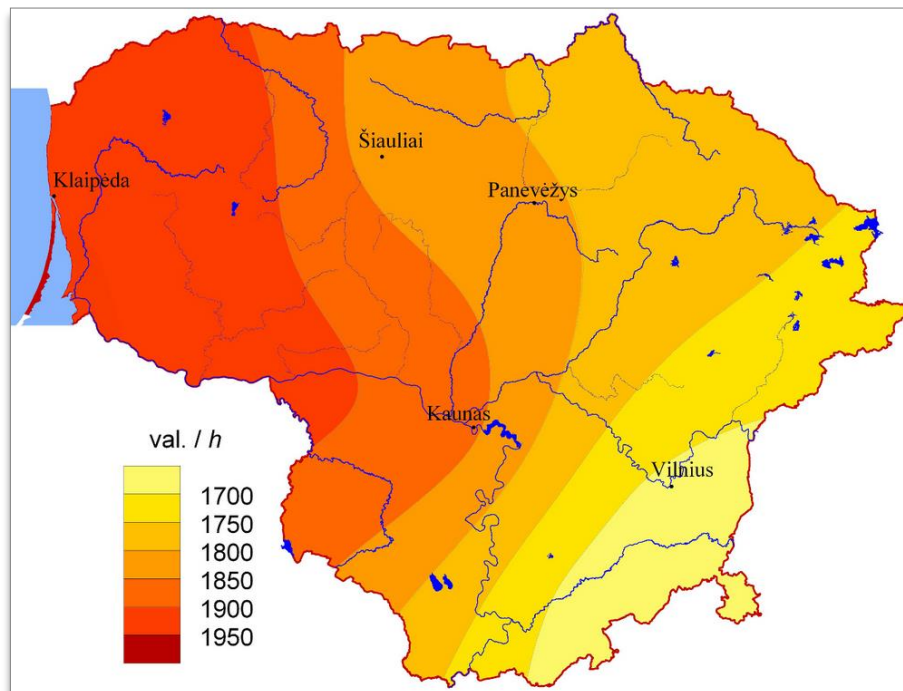 Šiauliai
Klaipėda
Panevėžys
Kaunas
Vilnius
val. / h
1700
1750
1800
1850
1900
1950